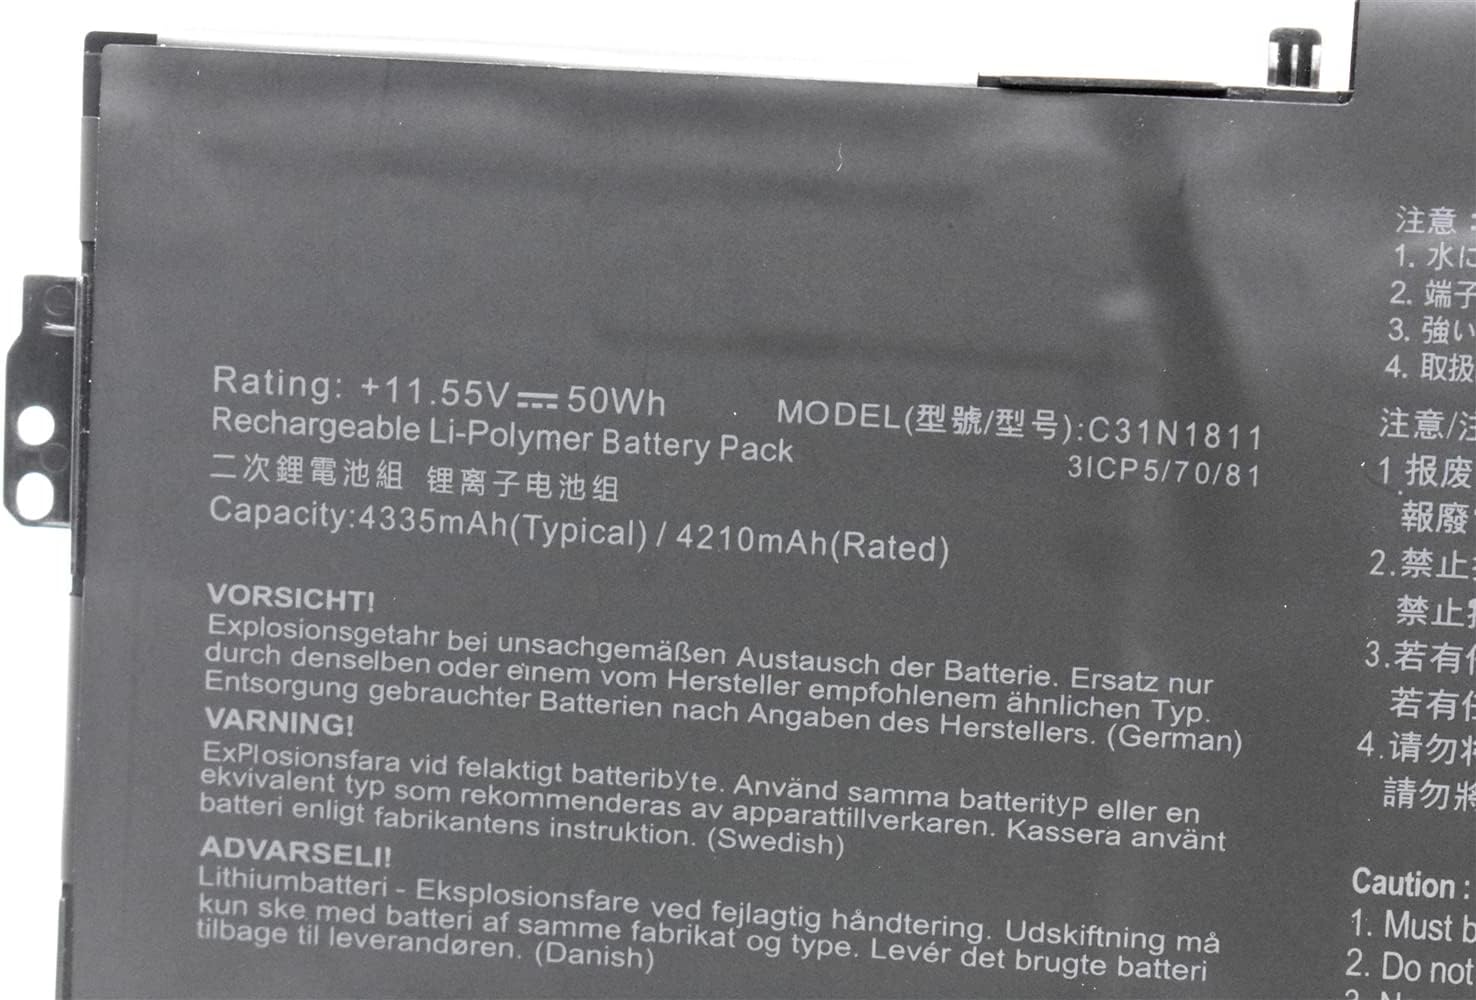 Rating: +11.55V⎓50Wh
Rechargeable Li-Polymer Battery Pack
二次鋰電池組 锂离子电池组
Capacity:4335mAh(Typical) / 4210mAh(Rated)
MODEL(型號/型号):C31N1811
3ICP5/70/81
VORSICHT!
Explosionsgetahr bei unsachgemäßen Austausch der Batterie. Ersatz nur
durch denselben oder einem vom Hersteller empfohlenem ähnlichen Typ.
Entsorgung gebrauchter Batterien nach Angaben des Herstellers. (German)
VARNING!
ExPlosionsfara vid felaktigt batteribyte. Använd samma batterityP eller en
ekvivalent typ som rekommenderas av apparattillverkaren. Kassera använt
batteri enligt fabrikantens instruktion. (Swedish)
ADVARSELI!
Lithiumbatteri - Eksplosionsfare ved fejlagtig håndtering. Udskiftning må
kun ske med batteri af samme fabrikat og type. Levér det brugte batteri
tilbage til leverandøren. (Danish)
注意:
1. 水に
2. 端子
3. 強い
4. 取扱
注意/
1.报废
報廢
2.禁止
禁止
3.若有
若有
4.请勿将
請勿將
Caution :
1. Must b
2. Do not